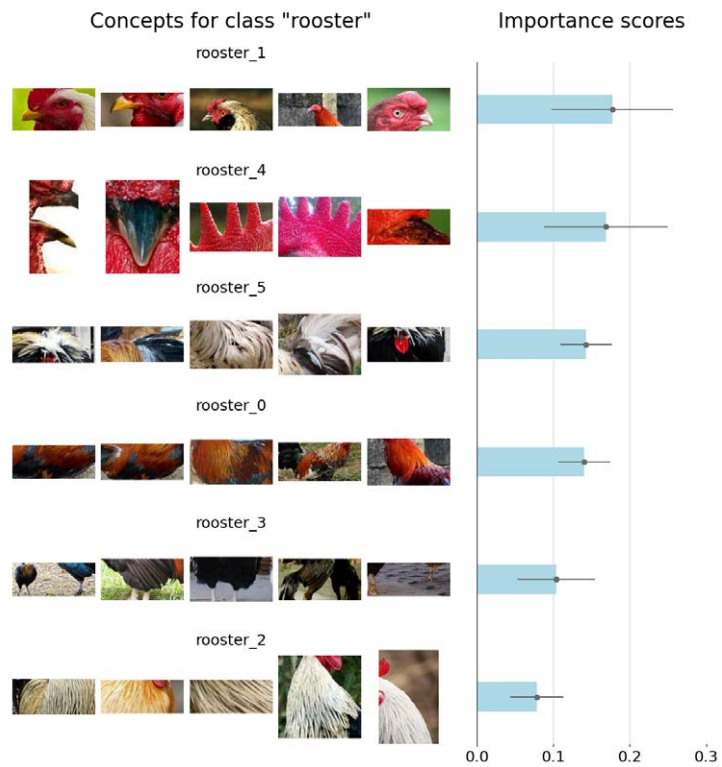 Concepts for class "rooster"
Importance scores
rooster_1
rooster_4
rooster_5
rooster_0
rooster_3
rooster_2
0.0 0.1 0.2 0.3